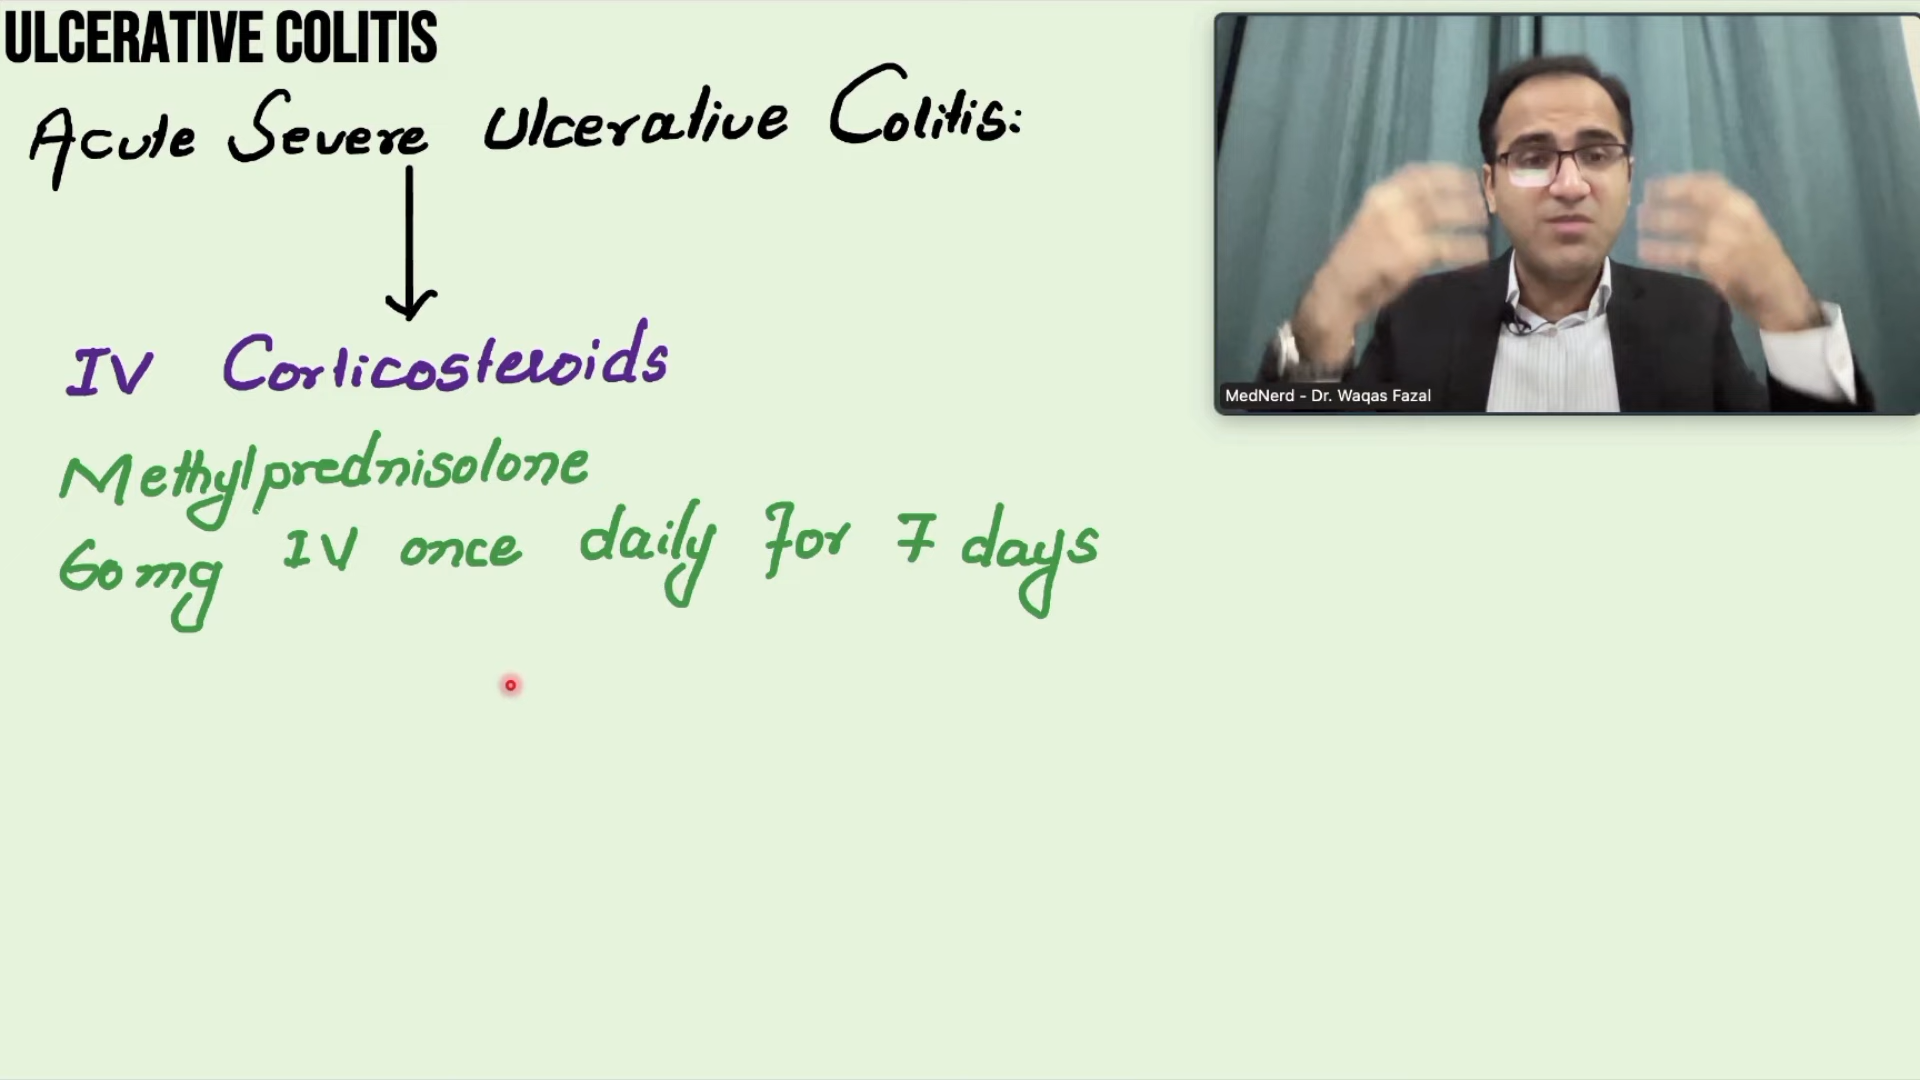 ULCERATIVE COLITIS
Acute Severe Ulcerative Colitis:
IV Corticosteroids
Methylprednisolone
60mg IV once daily for 7 days
MedNerd - Dr. Waqas Fazal